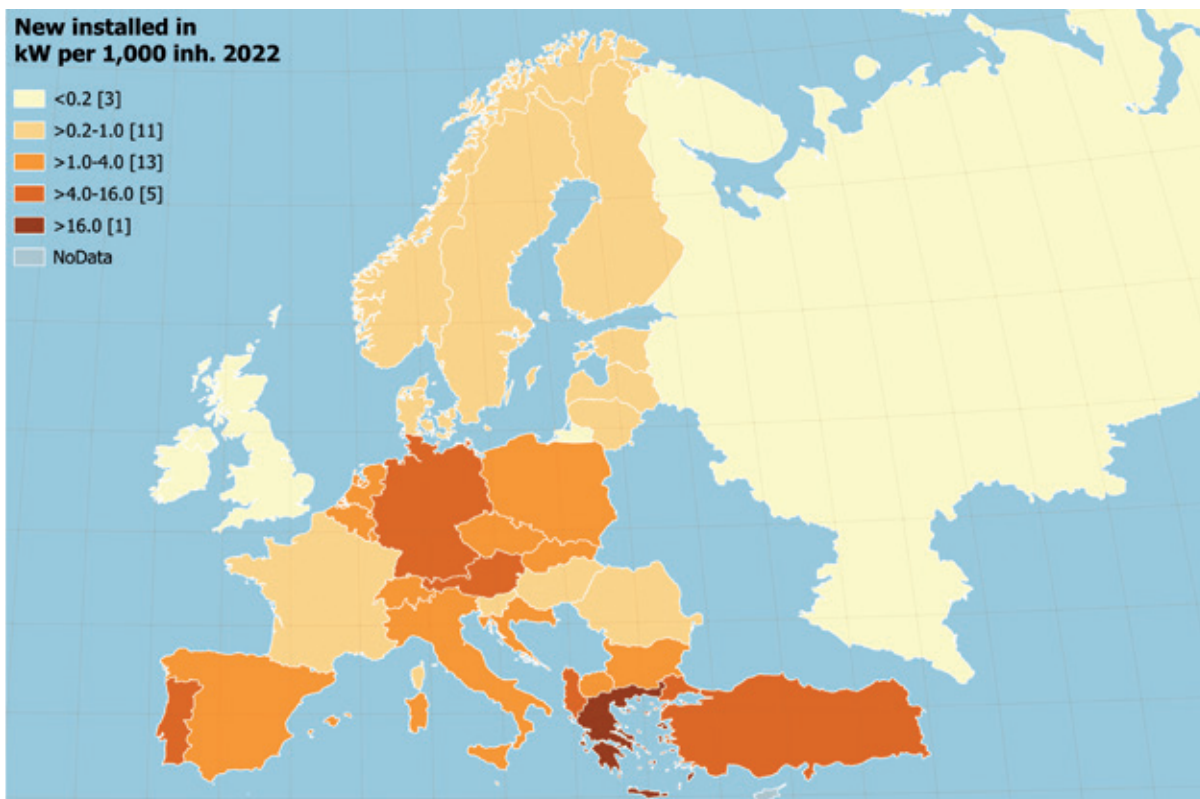 New installed in
kW per 1,000 inh. 2022
<0.2 [3]
>0.2-1.0 [11]
>1.0-4.0 [13]
>4.0-16.0 [5]
>16.0 [1]
NoData